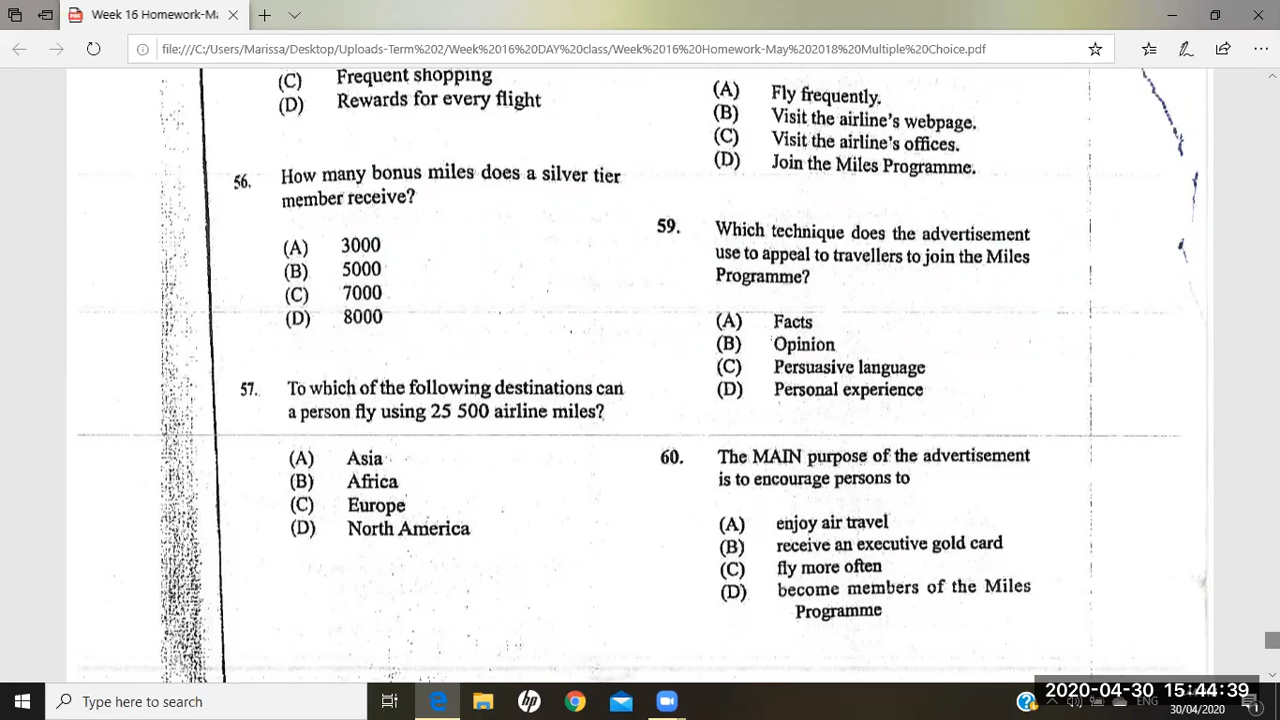 Week 16 Homework-Ma
file:///C:/Users/Marissa/Desktop/Uploads-Term%202/Week%2016%20DAY%20class/Week%2016%20Homework-May%202018%20Multiple%20Choice.pdf
(C) Frequent shopping
(D) Rewards for every flight
56. How many bonus miles does a silver tier
member receive?
(A) 3000
(B) 5000
(C) 7000
(D) 8000
57. To which of the following destinations can
a person fly using 25 500 airline miles?
(A) Asia
(B) Africa
(C) Europe
(D) North America
(A) Fly frequently.
(B) Visit the airline's webpage.
(C) Visit the airline's offices.
(D) Join the Miles Programme.
59. Which technique does the advertisement
use to appeal to travellers to join the Miles
Programme?
(A) Facts
(B) Opinion
(C) Persuasive language
(D) Personal experience
60. The MAIN purpose of the advertisement
is to encourage persons to
(A) enjoy air travel
(B) receive an executive gold card
(C) fly more often
(D) become members of the Miles
Programme
Type here to search
2020-04-30 15:44:39
ENG
30/04/2020